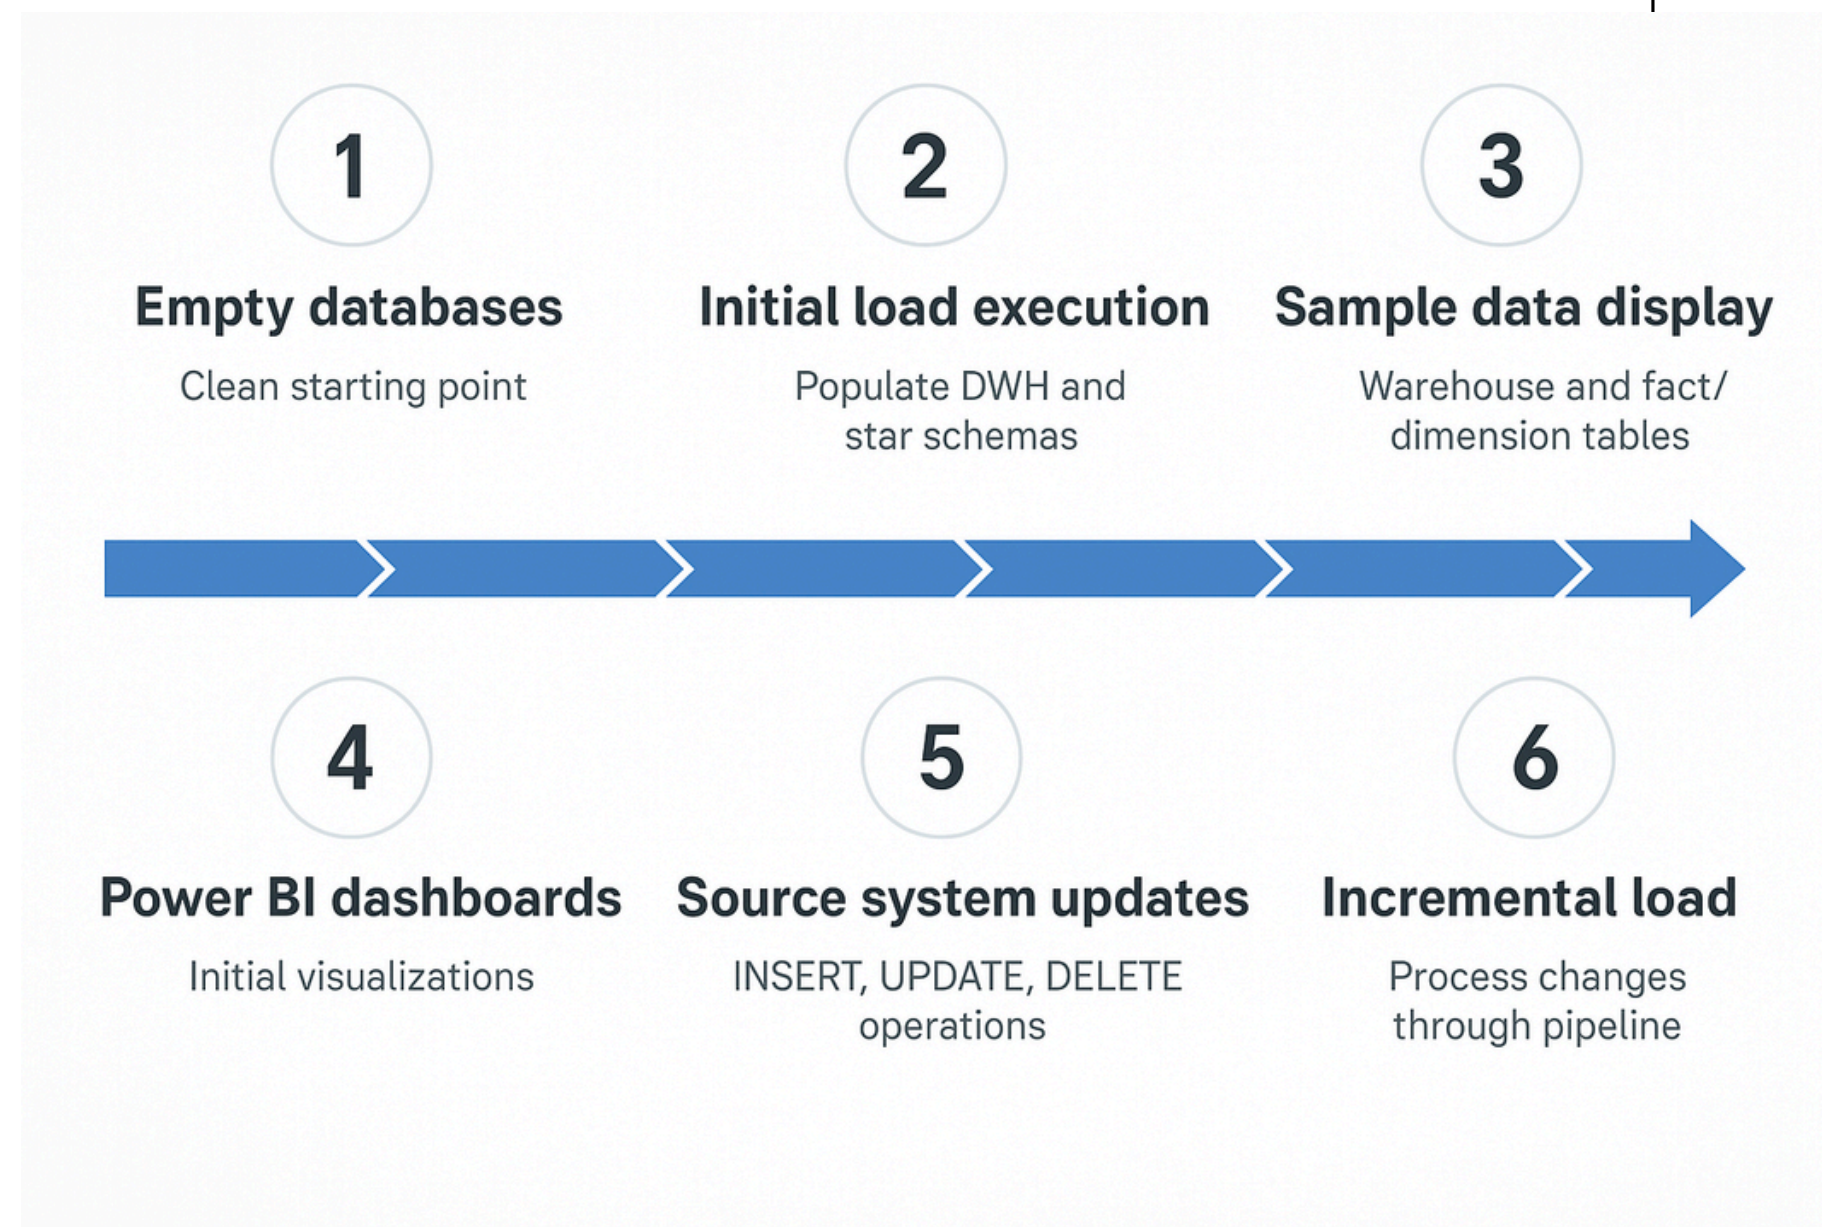 1
Empty databases
Clean starting point
2
Initial load execution
Populate DWH and
star schemas
3
Sample data display
Warehouse and fact/
dimension tables
4
Power BI dashboards
Initial visualizations
5
Source system updates
INSERT, UPDATE, DELETE
operations
6
Incremental load
Process changes
through pipeline